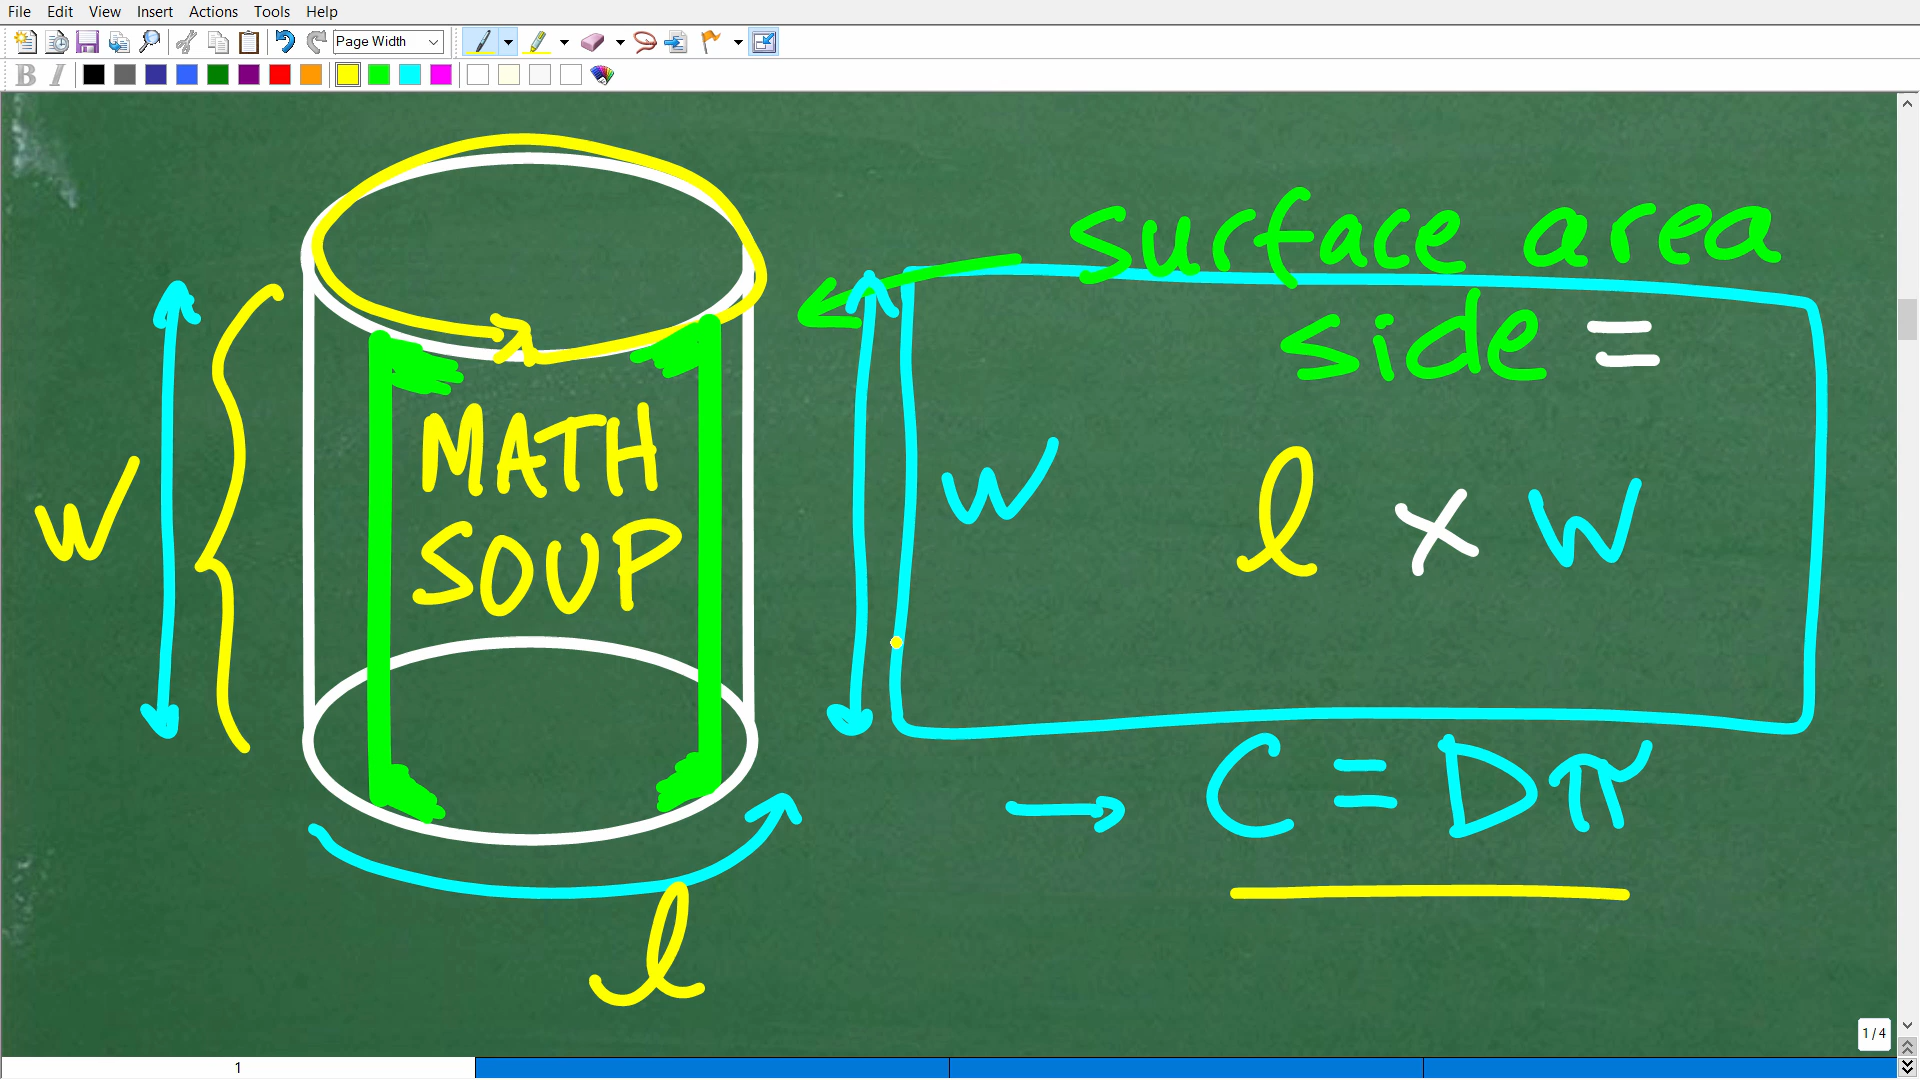 File Edit View Insert Actions Tools Help
Page Width
B I
surface area
side =
W
MATH
SOUP
W
l × W
→ C = Dπ
l
1 / 4
1